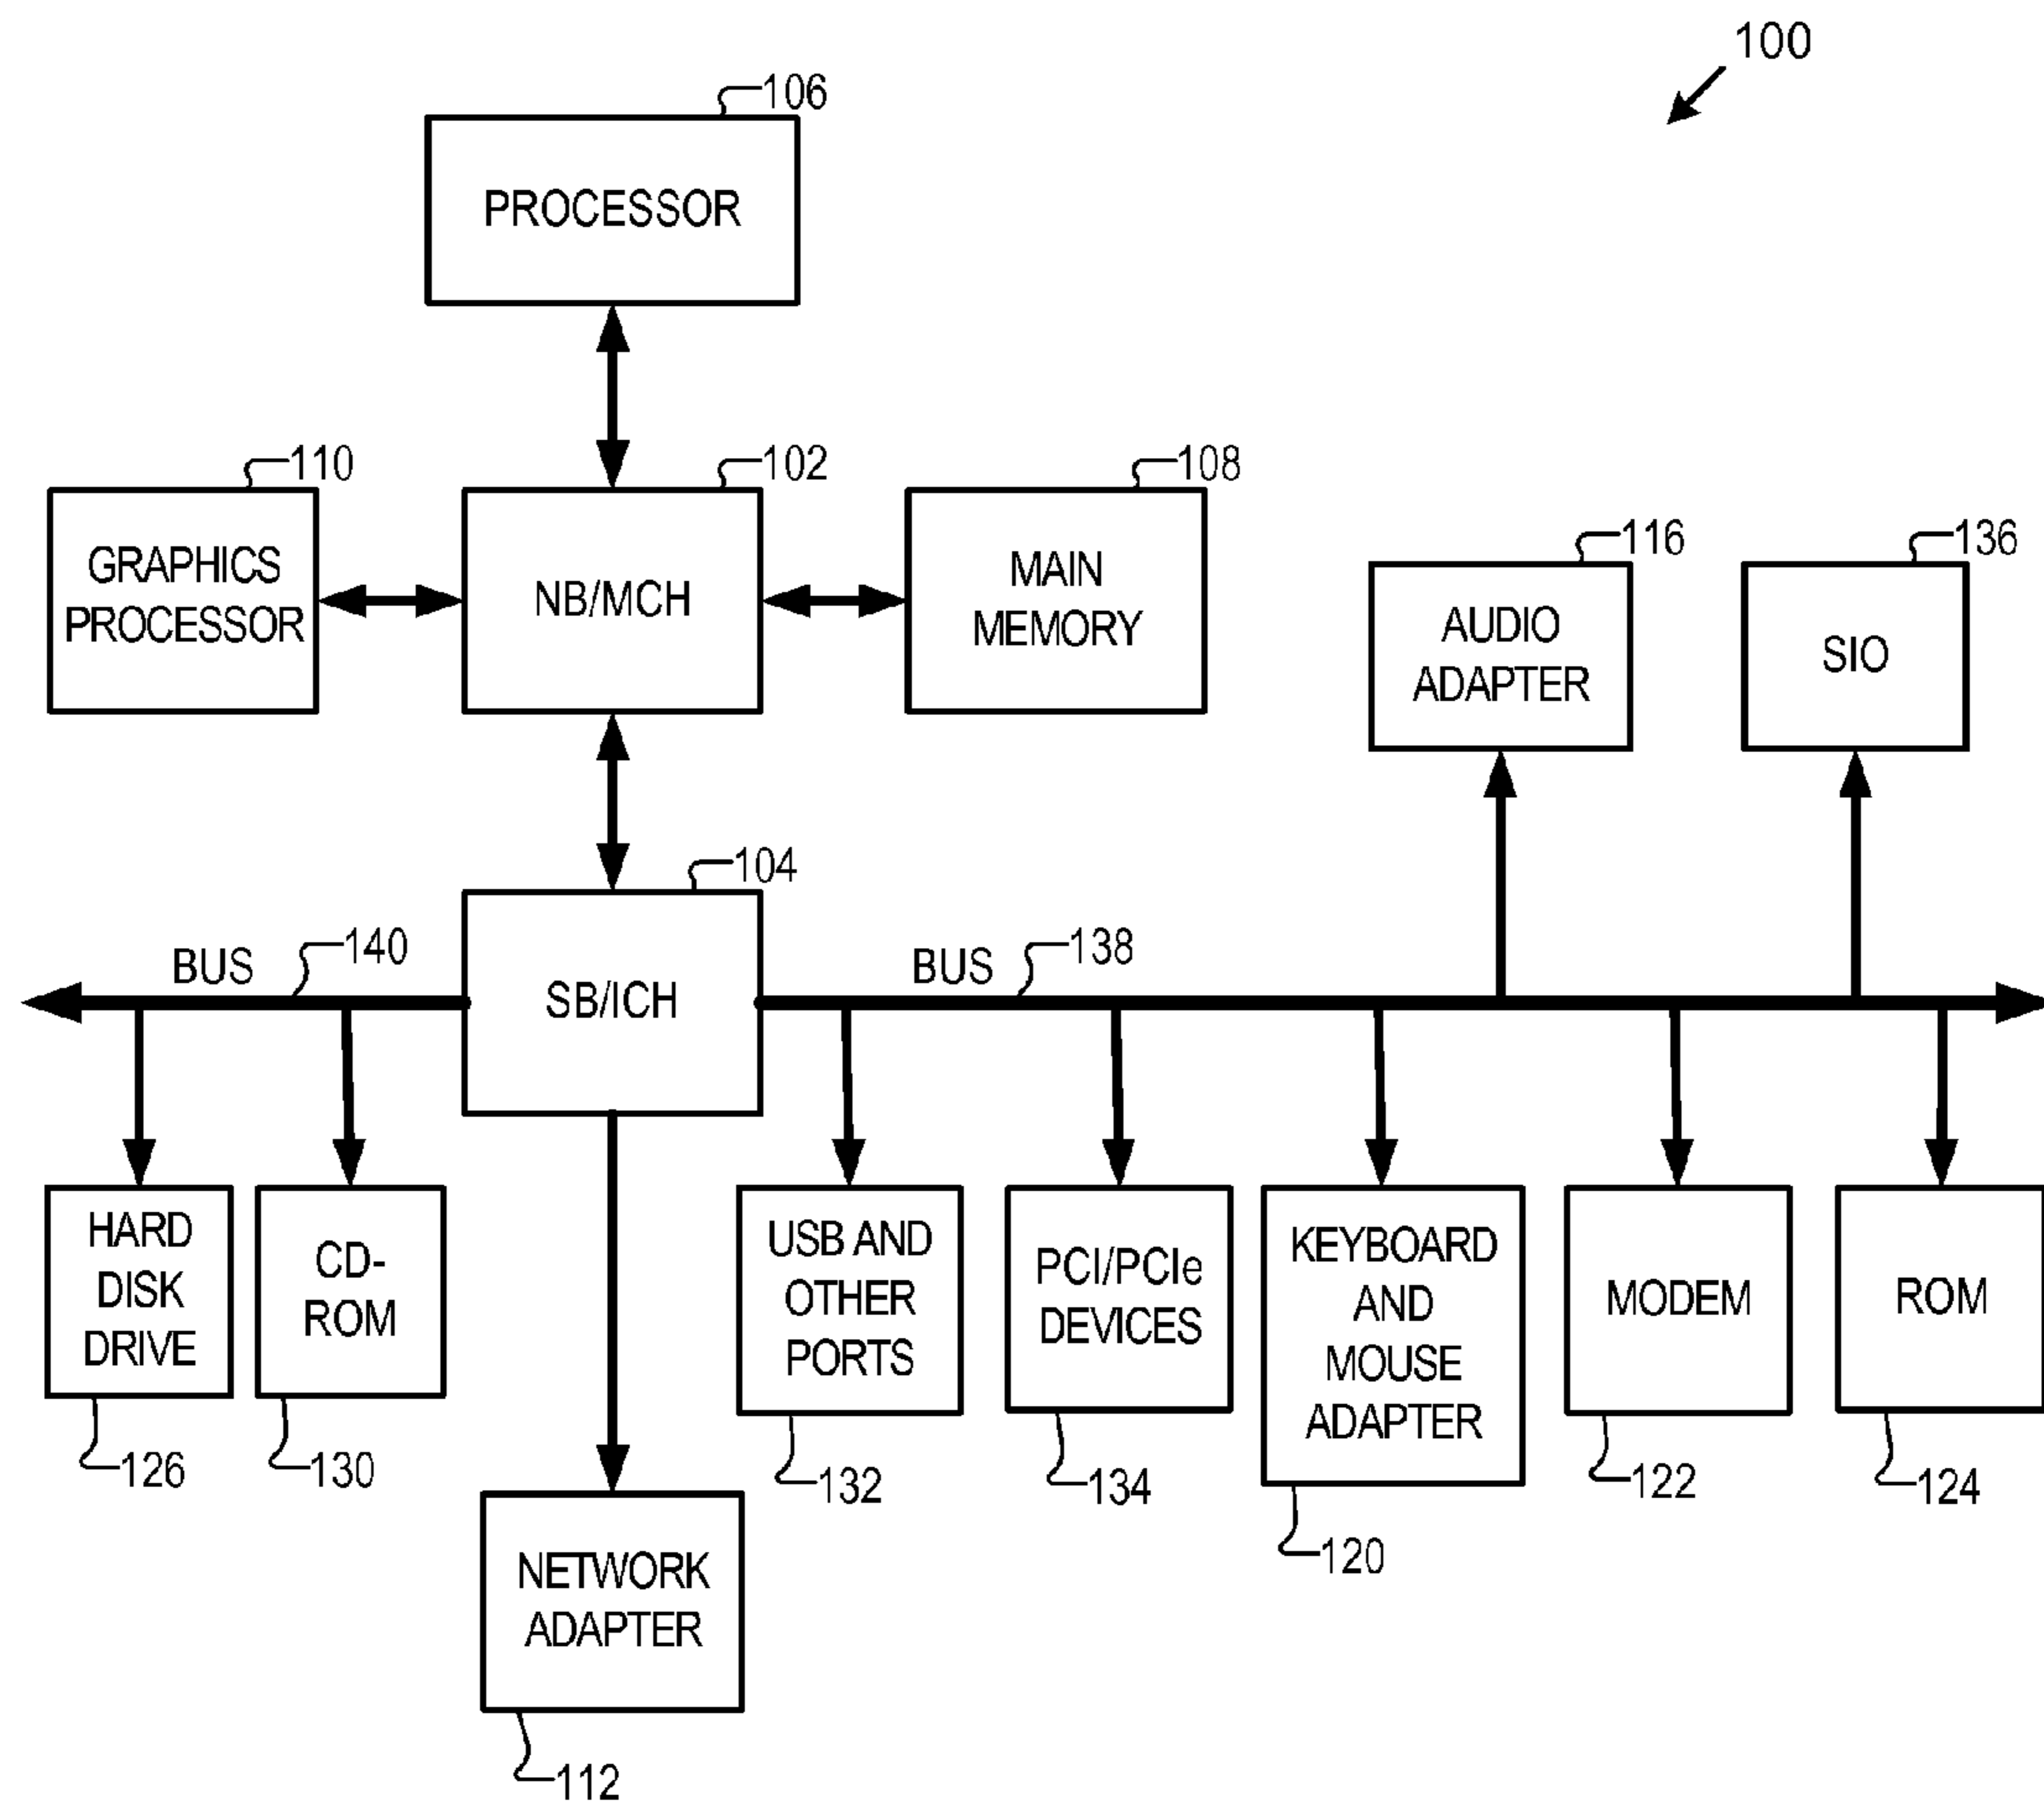 100
106
PROCESSOR
110
102
108
GRAPHICS
PROCESSOR
NB/MCH
MAIN
MEMORY
116
136
AUDIO
ADAPTER
SIO
104
BUS
140
SB/ICH
BUS
138
HARD
DISK
DRIVE
CD-
ROM
USB AND
OTHER
PORTS
PCI/PCIe
DEVICES
KEYBOARD
AND
MOUSE
ADAPTER
MODEM
ROM
126
130
132
134
120
122
124
NETWORK
ADAPTER
112